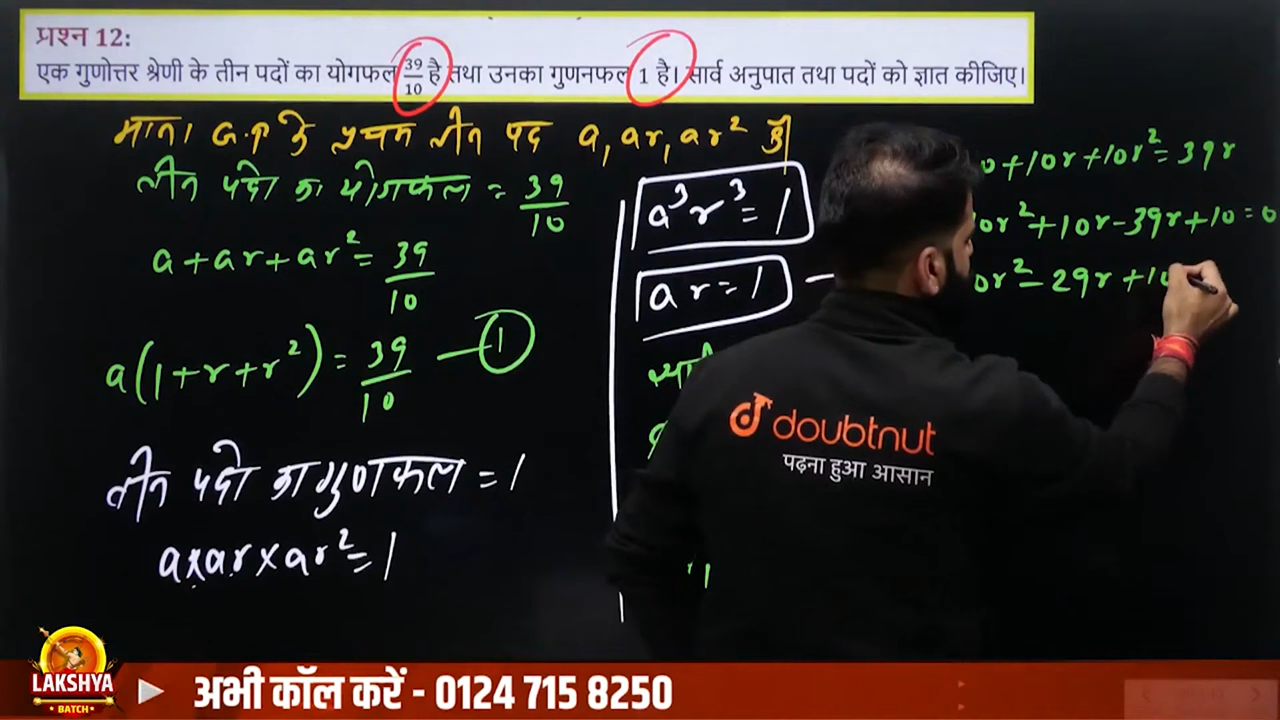 प्रश्न 12:
एक गुणोत्तर श्रेणी के तीन पदों का योगफल 39/10 है तथा उनका गुणनफल 1 है। सार्व अनुपात तथा पदों को ज्ञात कीजिए।
माना G.P के प्रथम तीन पद a, ar, ar² है
तीन पदो का योगफल = 39/10
a + ar + ar² = 39/10
a(1 + r + r²) = 39/10 — 1
तीन पदो का गुणफल = 1
a × ar × ar² = 1
a³r³ = 1
ar = 1 —
0 + 10r + 10r² = 39r
0r² + 10r - 39r + 10 = 0
0r² - 29r + 10
doubtnut
पढ़ना हुआ आसान
LAKSHYA
BATCH
अभी कॉल करें - 0124 715 8250